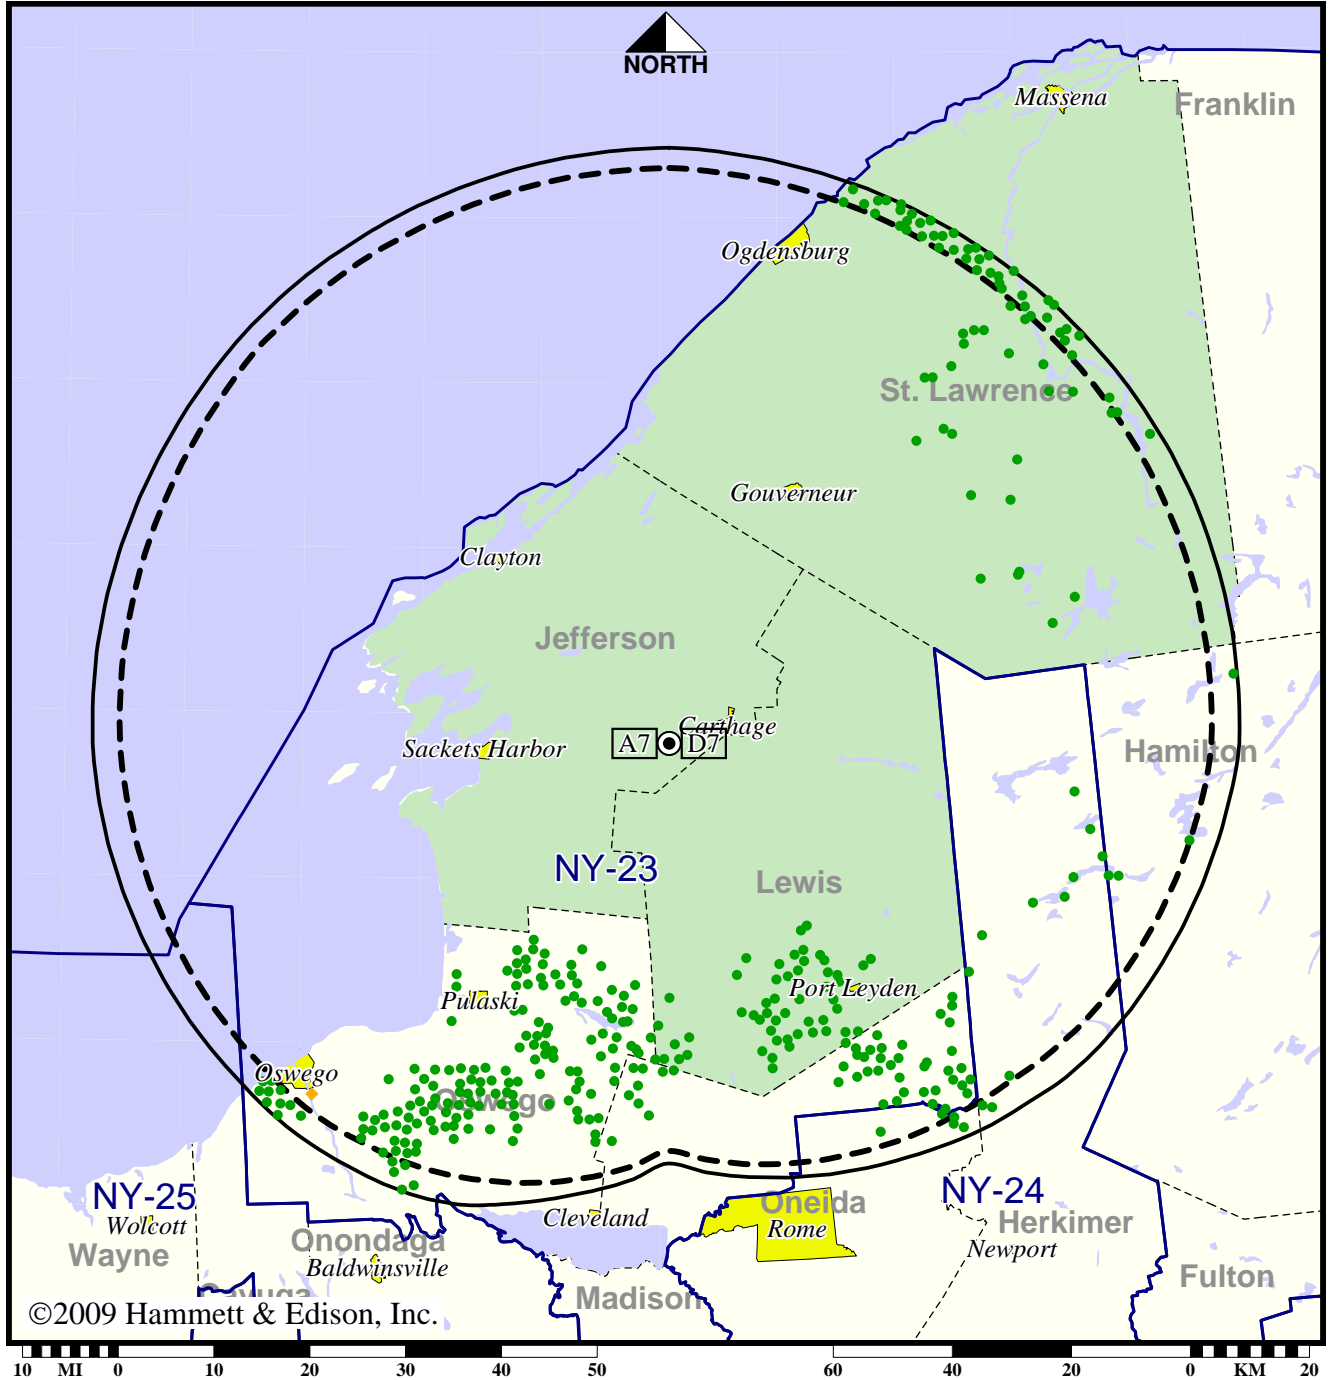 NORTH
Massena
Franklin
Ogdensburg
St. Lawrence
Gouverneur
Clayton
Jefferson
Carthage
A7
D7
Sackets Harbor
Hamilton
NY-23
Lewis
Port Leyden
Pulaski
Oswego
Oswego
NY-25
NY-24
Wolcott
Cleveland
Oneida
Rome
Herkimer
Newport
Wayne
Onondaga
Baldwinsville
Fulton
Cayuga
Madison
©2009 Hammett & Edison, Inc.
10 MI 0 10 20 30 40 50 60 40 20 0 KM 20